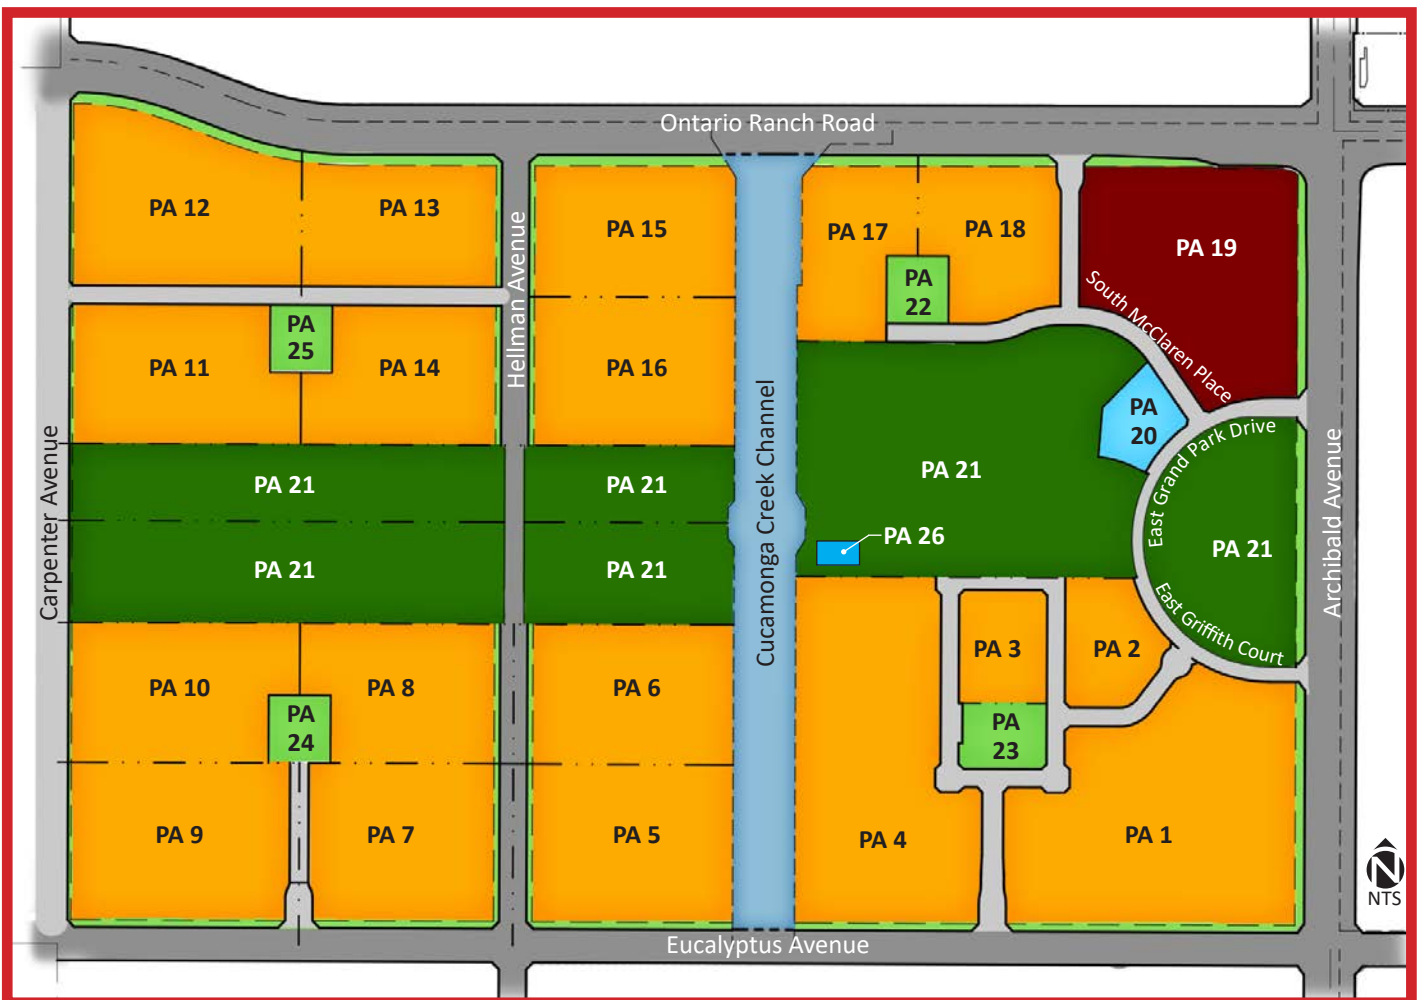 Ontario Ranch Road
PA 12
PA 13
PA 15
PA 17
PA 18
PA 19
PA
22
Hellman Avenue
South McClaren Place
PA
25
PA 11
PA 14
PA 16
PA
20
Carpenter Avenue
Cucamonga Creek Channel
East Grand Park Drive
Archibald Avenue
PA 21
PA 21
PA 21
PA 26
PA 21
PA 21
PA 21
East Griffith Court
PA 10
PA 8
PA 6
PA 3
PA 2
PA
24
PA
23
PA 9
PA 7
PA 5
PA 4
PA 1
N
NTS
Eucalyptus Avenue